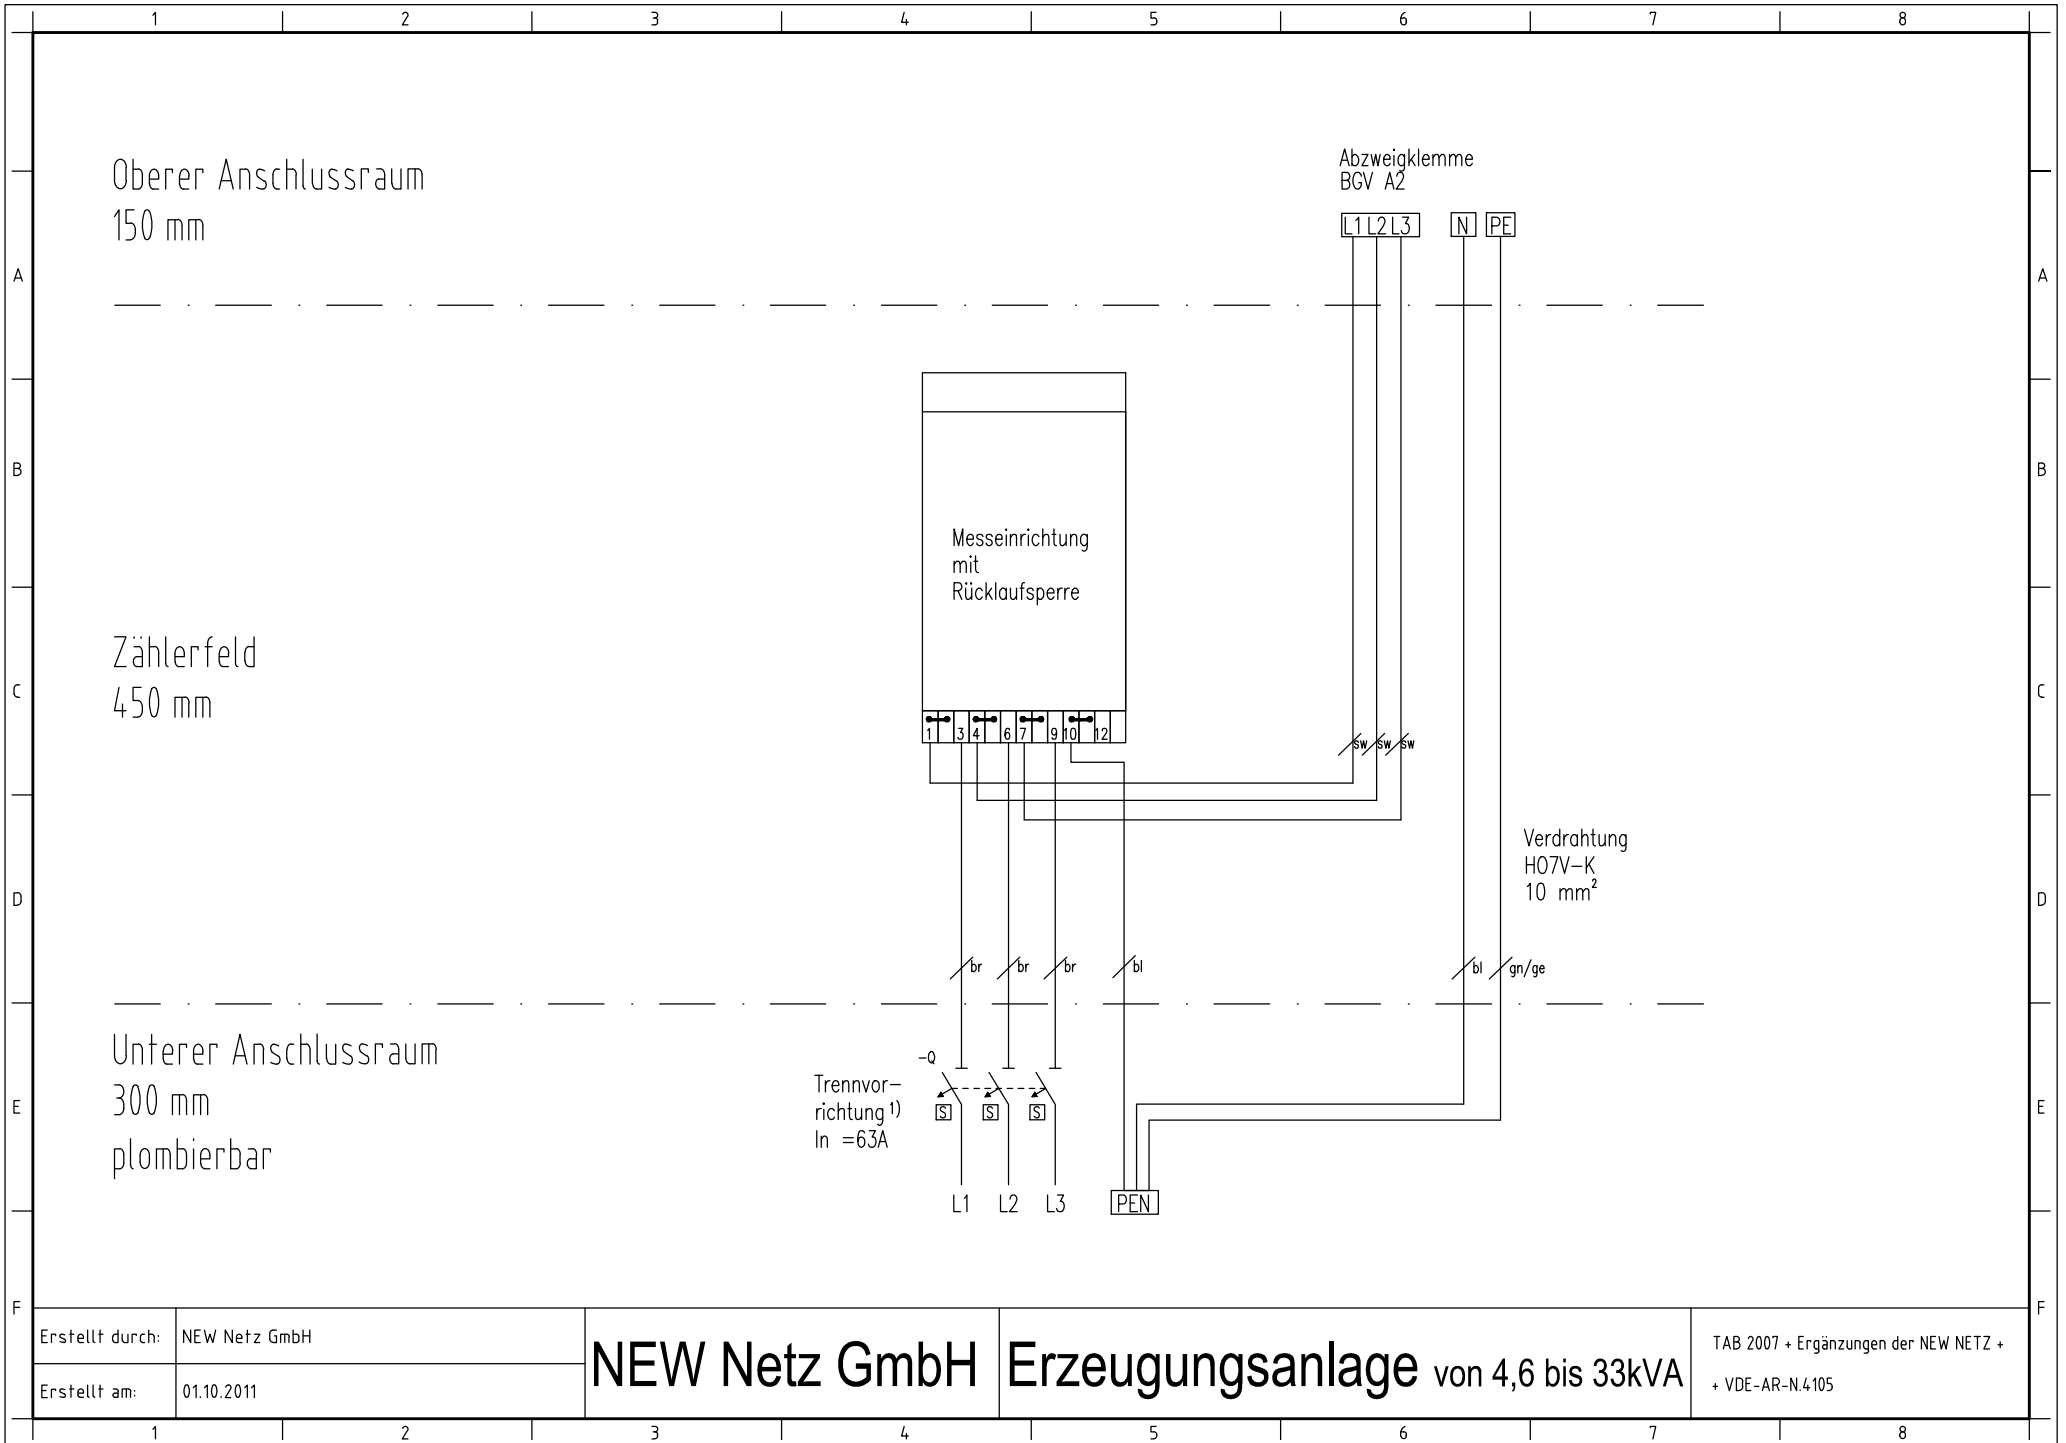 1 2 3 4 5 6 7 8
Oberer Anschlussraum
150 mm
Abzweigklemme
BGV A2
L1 L2 L3 N PE
A A
B B
Messeinrichtung
mit
Rücklaufsperre
Zählerfeld
450 mm
C C
1 3 4 6 7 9 10 12
sw sw sw
Verdrahtung
H07V-K
10 mm²
D D
br br br bl bl gn/ge
Unterer Anschlussraum
300 mm
plombierbar
E E
-Q
Trennvor-
richtung 1)
In =63A
S S S
L1 L2 L3 PEN
F F
Erstellt durch: NEW Netz GmbH
Erstellt am: 01.10.2011
NEW Netz GmbH
Erzeugungsanlage von 4,6 bis 33kVA
TAB 2007 + Ergänzungen der NEW NETZ +
+ VDE-AR-N.4105
1 2 3 4 5 6 7 8